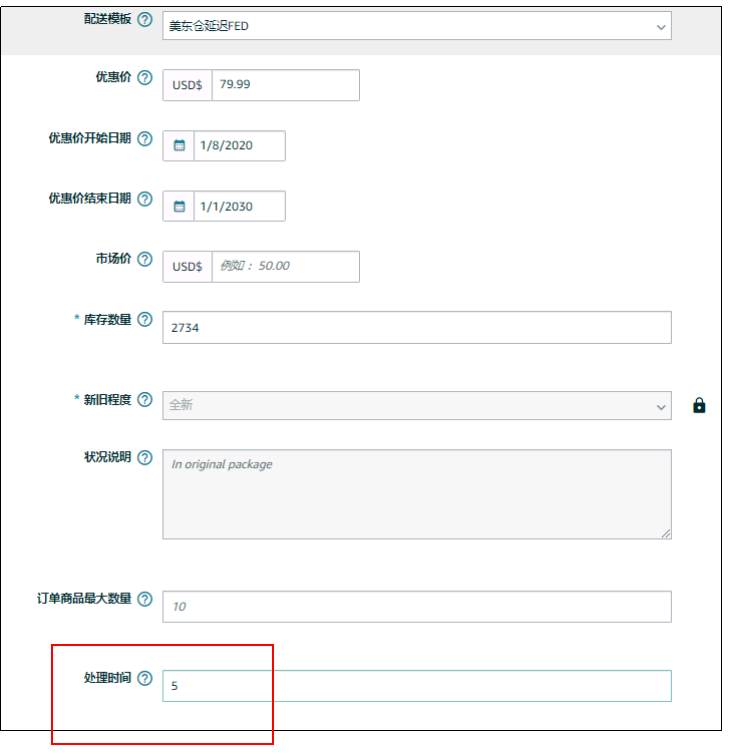 配送模板 ? 美东仓延迟FED
优惠价 ? USD$ 79.99
优惠价开始日期 ? 1/8/2020
优惠价结束日期 ? 1/1/2030
市场价 ? USD$ 例如： 50.00
* 库存数量 ? 2734
* 新旧程度 ? 全新
状况说明 ? In original package
订单商品最大数量 ? 10
处理时间 ? 5